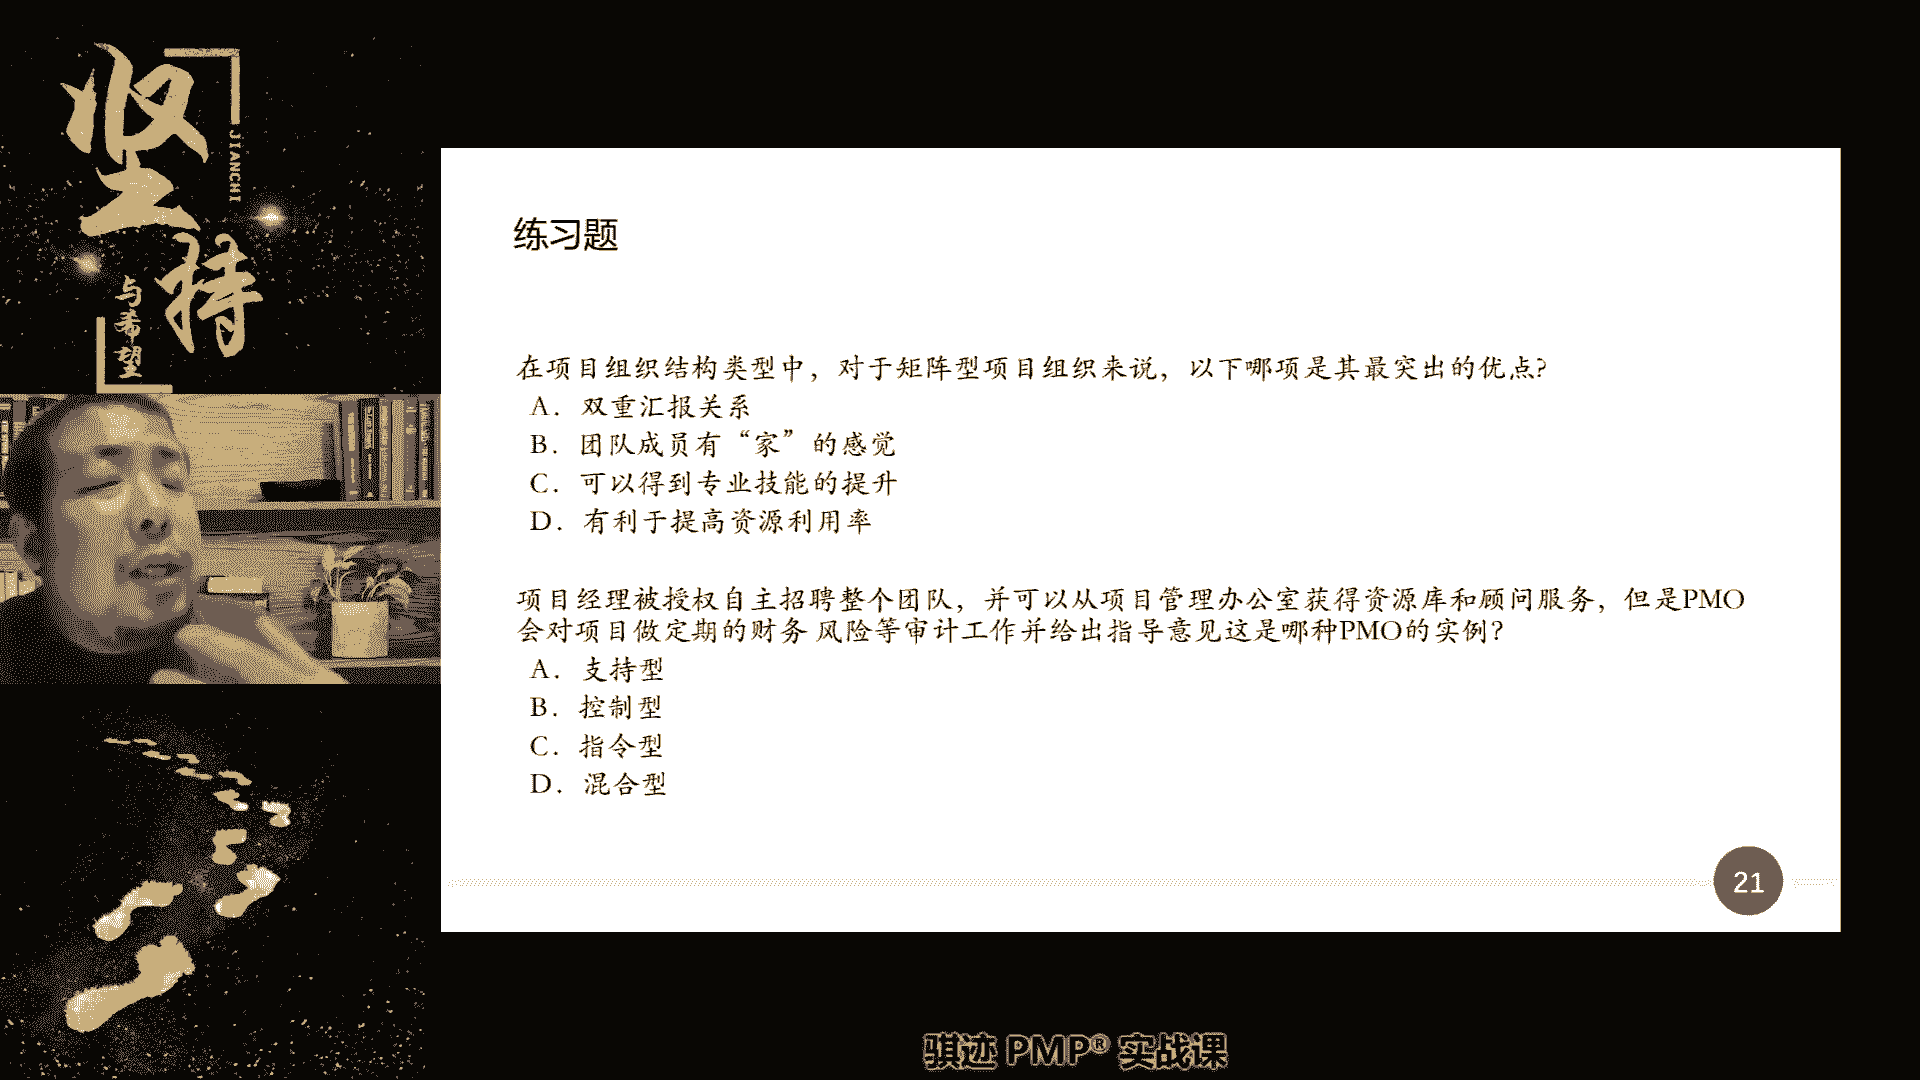 坚持
JIANCHI
与希望
练习题
在项目组织结构类型中，对于矩阵型项目组织来说，以下哪项是其最突出的优点?
A. 双重汇报关系
B. 团队成员有“家”的感觉
C. 可以得到专业技能的提升
D. 有利于提高资源利用率
项目经理被授权自主招聘整个团队，并可以从项目管理办公室获得资源库和顾问服务，但是PMO
会对项目做定期的财务 风险等审计工作并给出指导意见这是哪种PMO的实例？
A. 支持型
B. 控制型
C. 指令型
D. 混合型
21
骐迹 PMP® 实战课